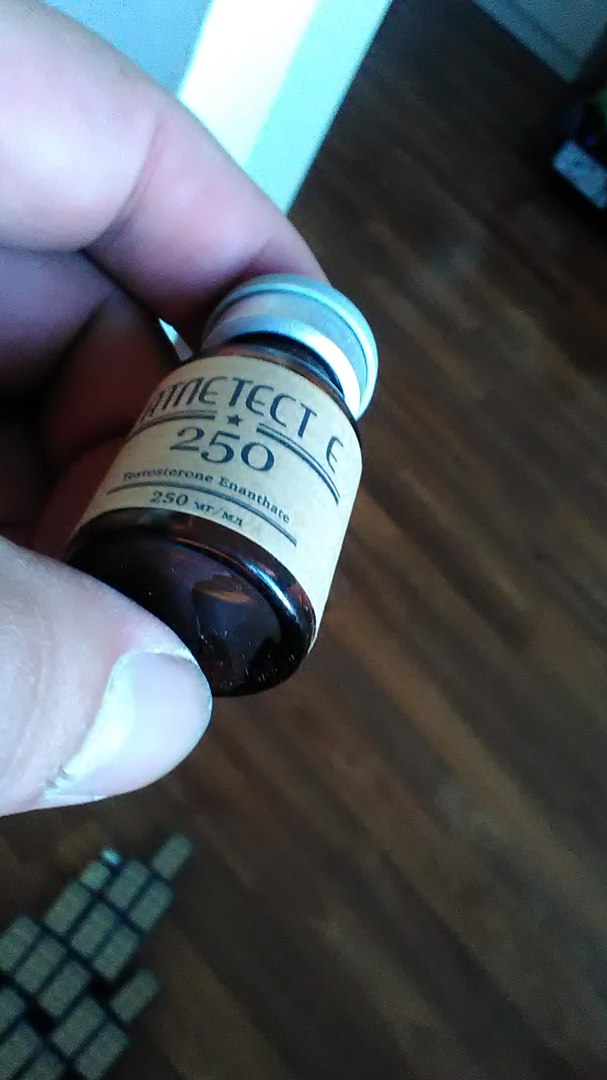 E
250
Testosterone Enanthate
250 мг/мл